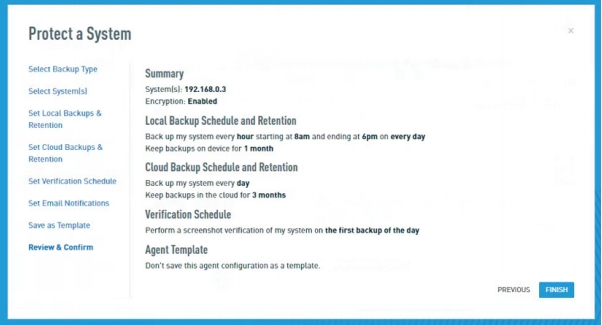 Protect a System
×
Select Backup Type
Select System(s)
Set Local Backups &
Retention
Set Cloud Backups &
Retention
Set Verification Schedule
Set Email Notifications
Save as Template
Review & Confirm
Summary
System(s): 192.168.0.3
Encryption: Enabled
Local Backup Schedule and Retention
Back up my system every hour starting at 8am and ending at 6pm on every day
Keep backups on device for 1 month
Cloud Backup Schedule and Retention
Back up my system every day
Keep backups in the cloud for 3 months
Verification Schedule
Perform a screenshot verification of my system on the first backup of the day
Agent Template
Don't save this agent configuration as a template.
PREVIOUS FINISH